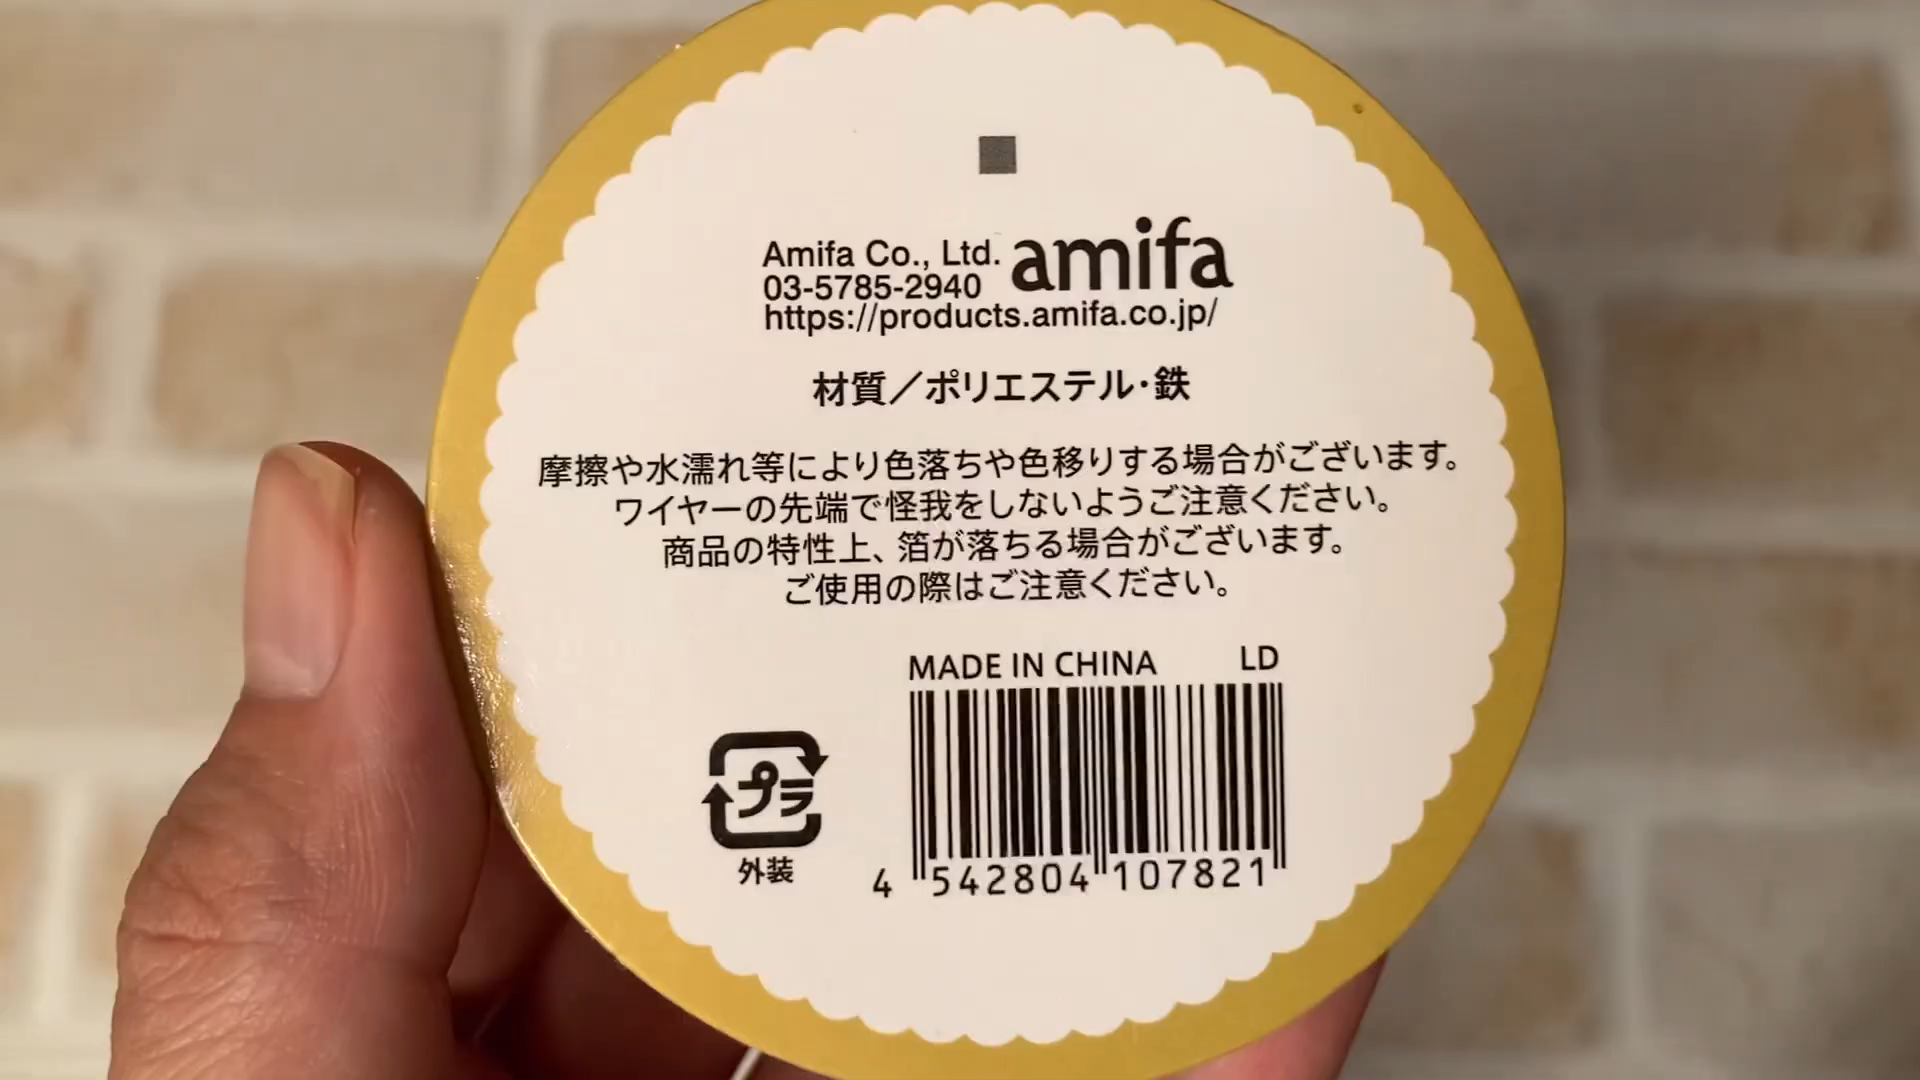 Amifa Co., Ltd. amifa
03-5785-2940
https://products.amifa.co.jp/
材質／ポリエステル・鉄
摩擦や水濡れ等により色落ちや色移りする場合がございます。
ワイヤーの先端で怪我をしないようご注意ください。
商品の特性上、箔が落ちる場合がございます。
ご使用の際はご注意ください。
MADE IN CHINA LD
プラ
外装
4 542804 107821